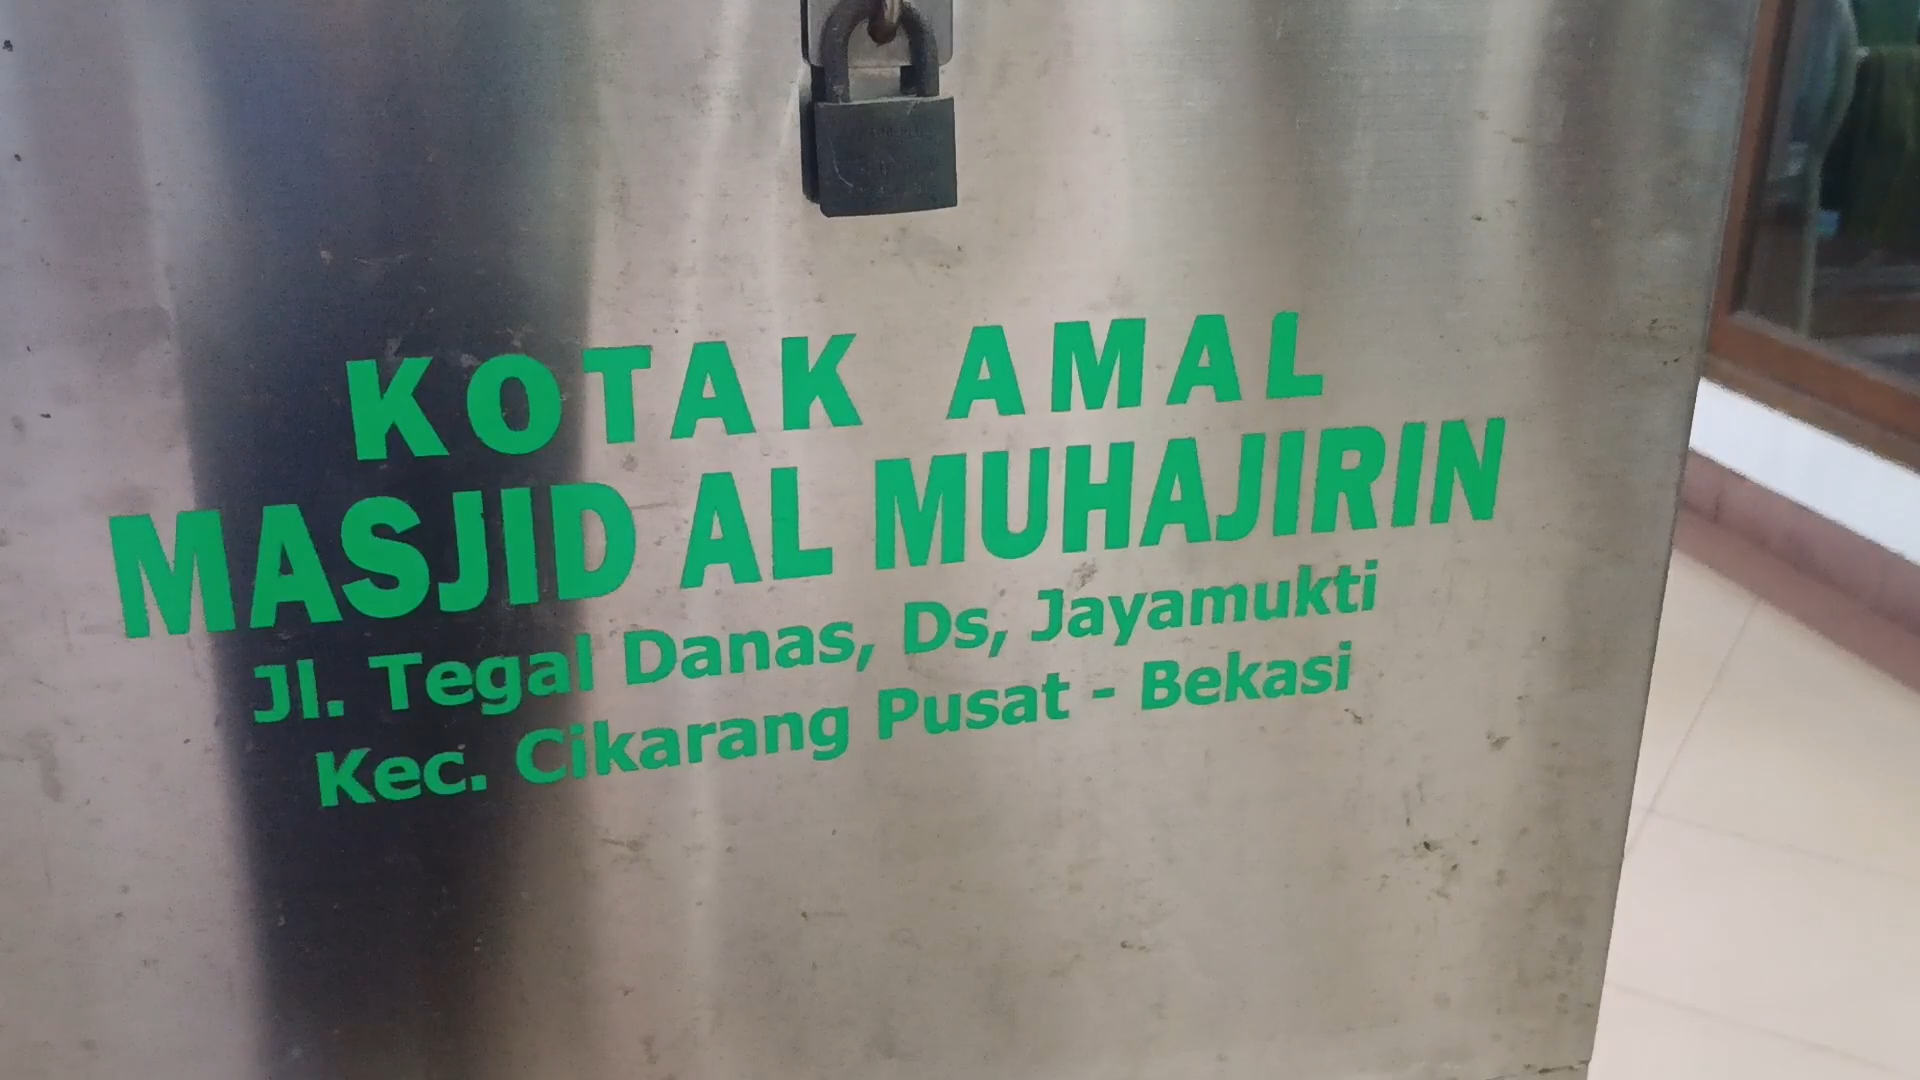 KOTAK AMAL
MASJID AL MUHAJIRIN
Jl. Tegal Danas, Ds, Jayamukti
Kec. Cikarang Pusat - Bekasi